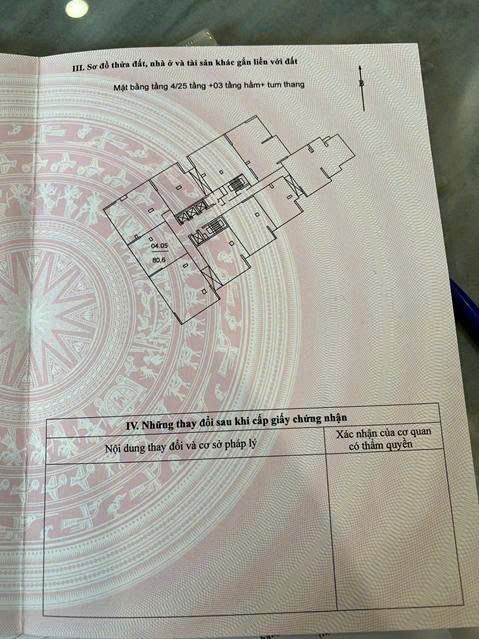 III. Sơ đồ thửa đất, nhà ở và tài sản khác gắn liền với đất
Mặt bằng tầng 4/25 tầng +03 tầng hầm+ tum thang
B
04.05
80,6
IV. Những thay đổi sau khi cấp giấy chứng nhận
Nội dung thay đổi và cơ sở pháp lý
Xác nhận của cơ quan
có thẩm quyền